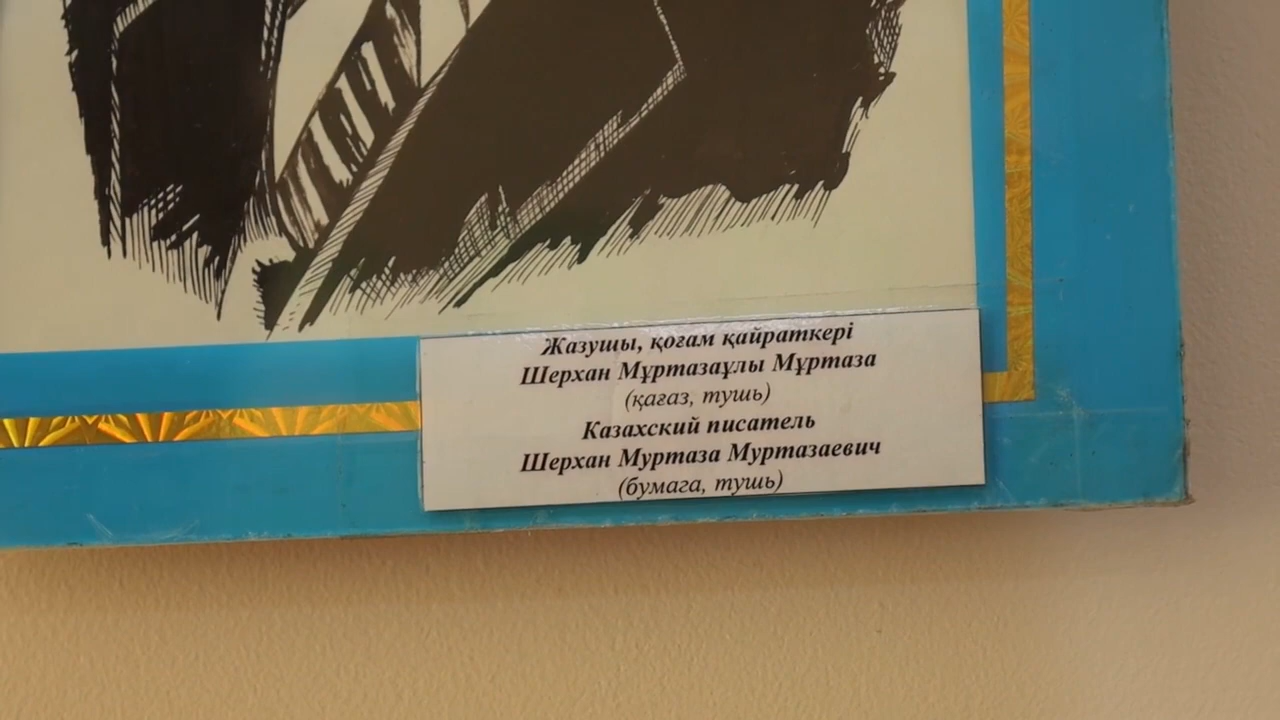 Жазушы, қоғам қайраткері
Шерхан Мұртазаұлы Мұртаза
(қағаз, тушь)
Казахский писатель
Шерхан Муртаза Муртазаевич
(бумага, тушь)